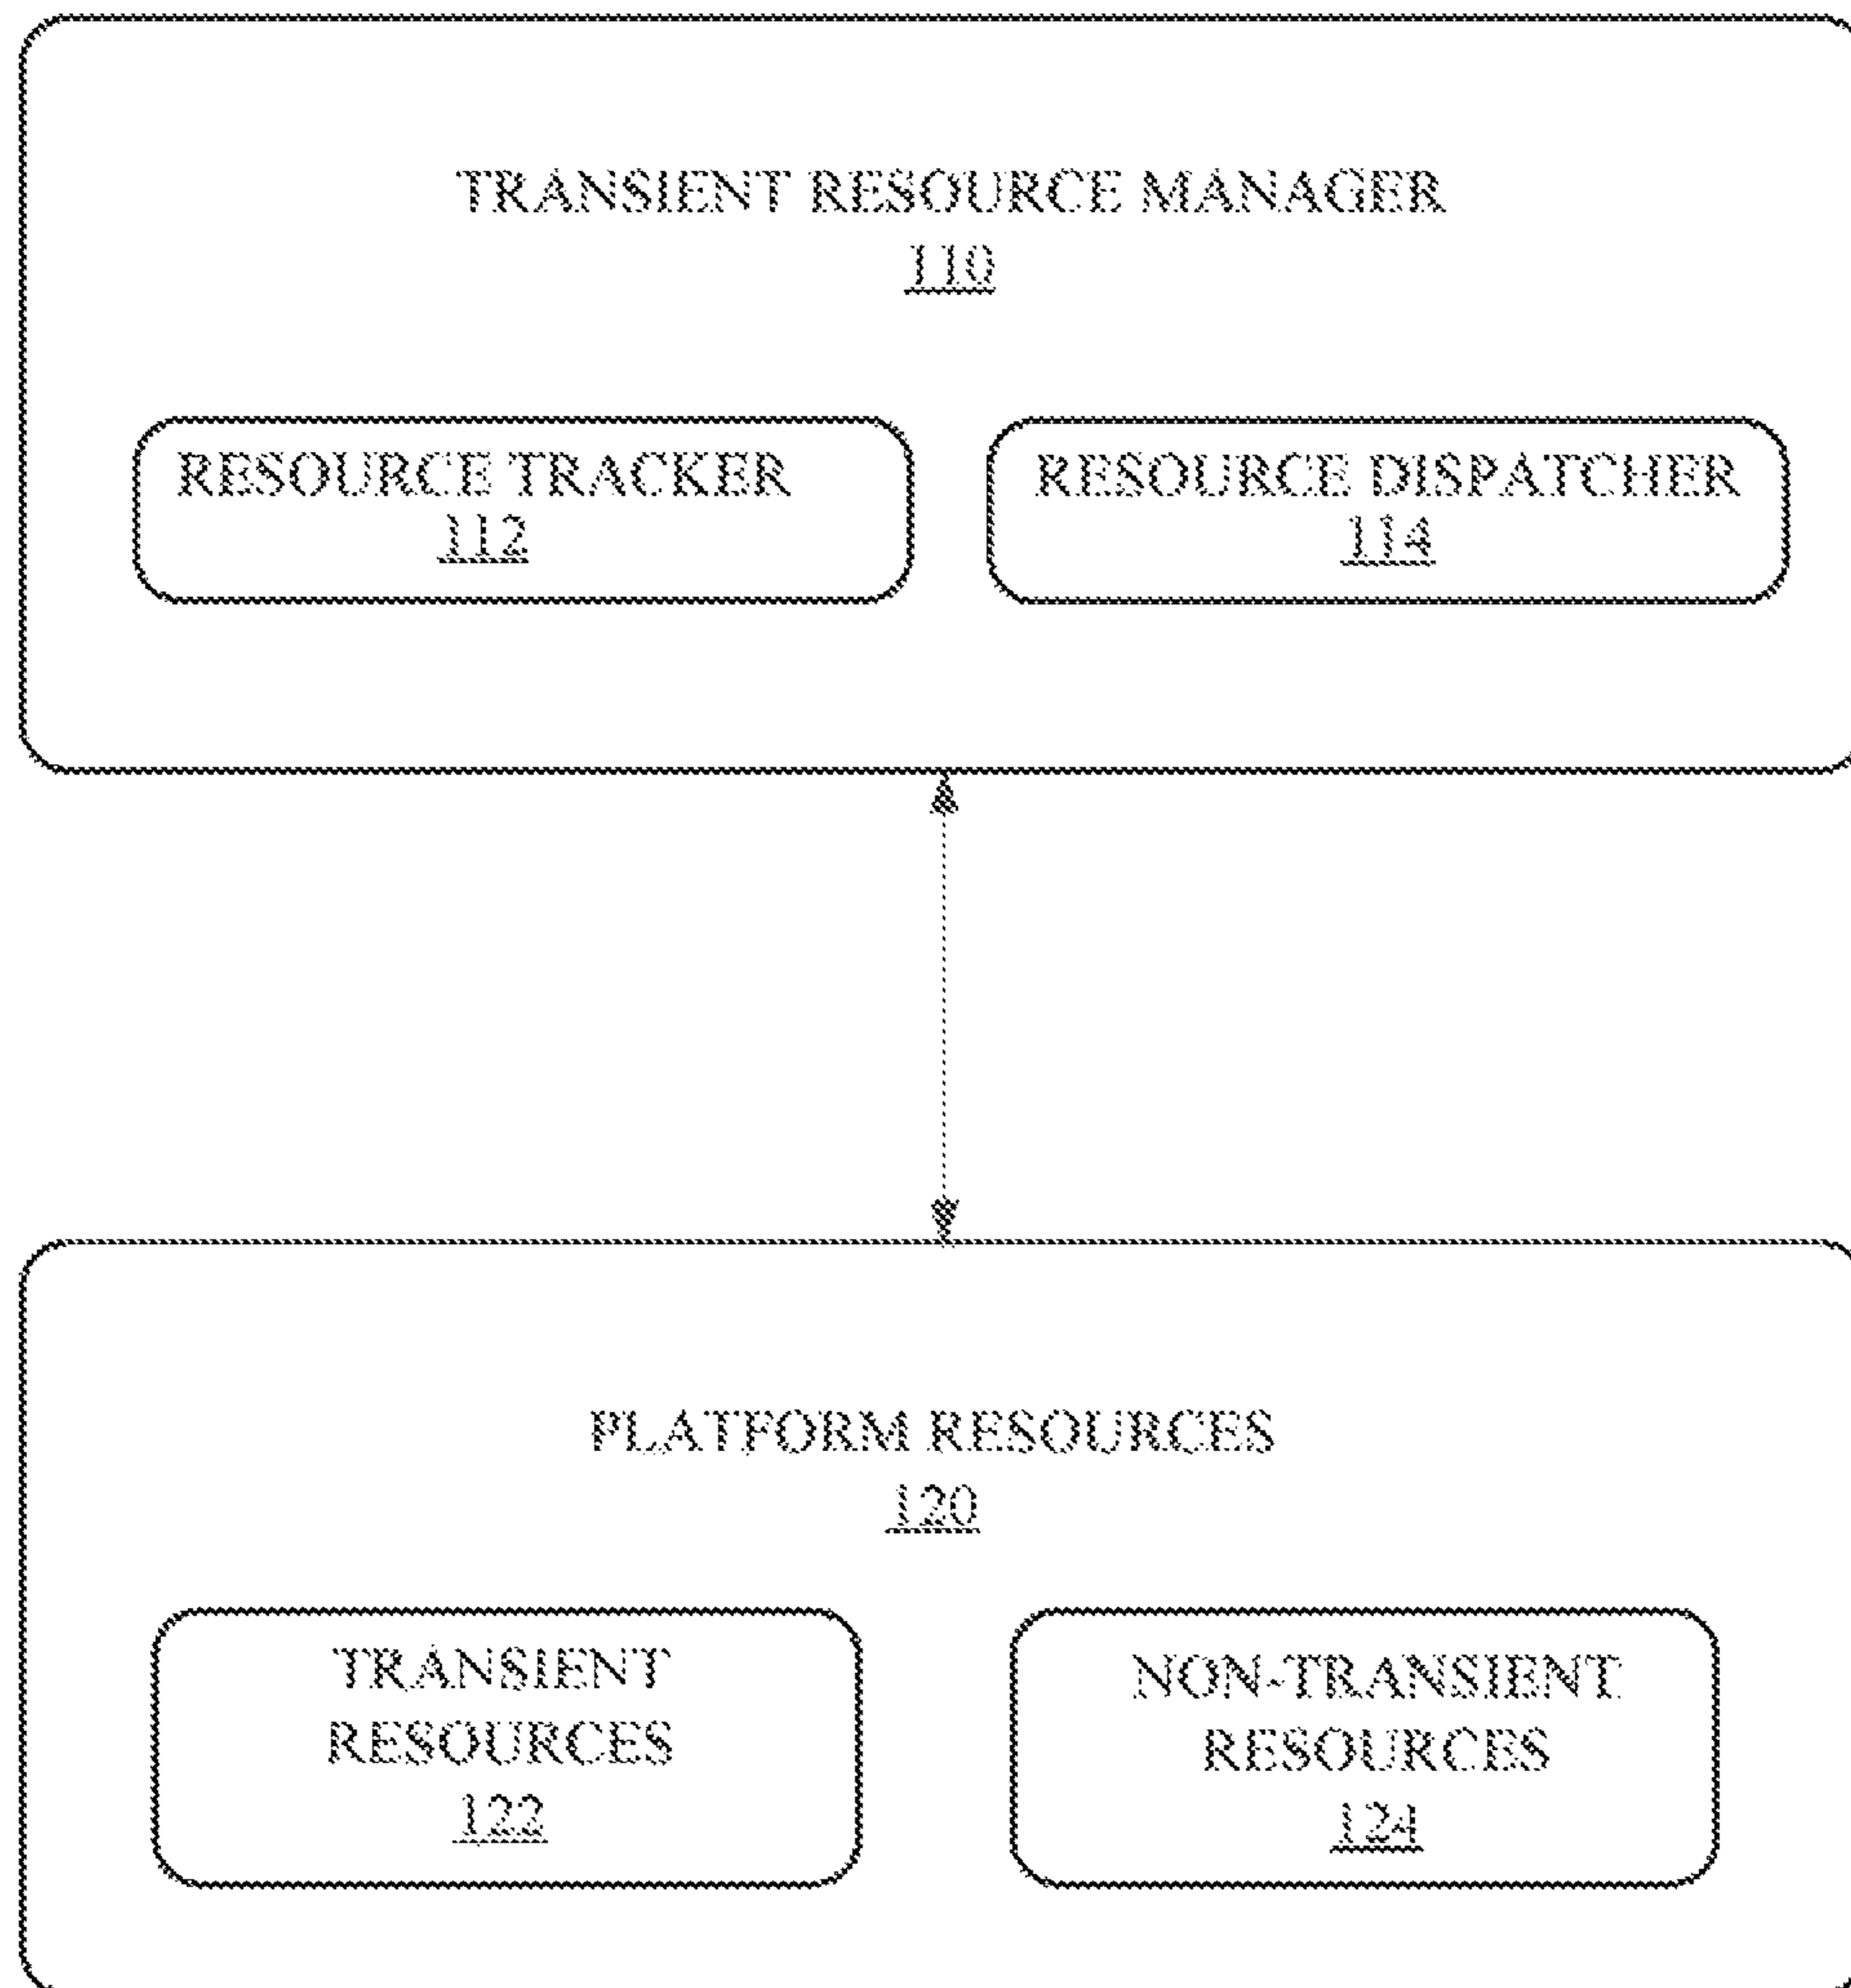 TRANSIENT RESOURCE MANAGER
110
RESOURCE TRACKER
112
RESOURCE DISPATCHER
114
PLATFORM RESOURCES
120
TRANSIENT
RESOURCES
122
NON-TRANSIENT
RESOURCES
124